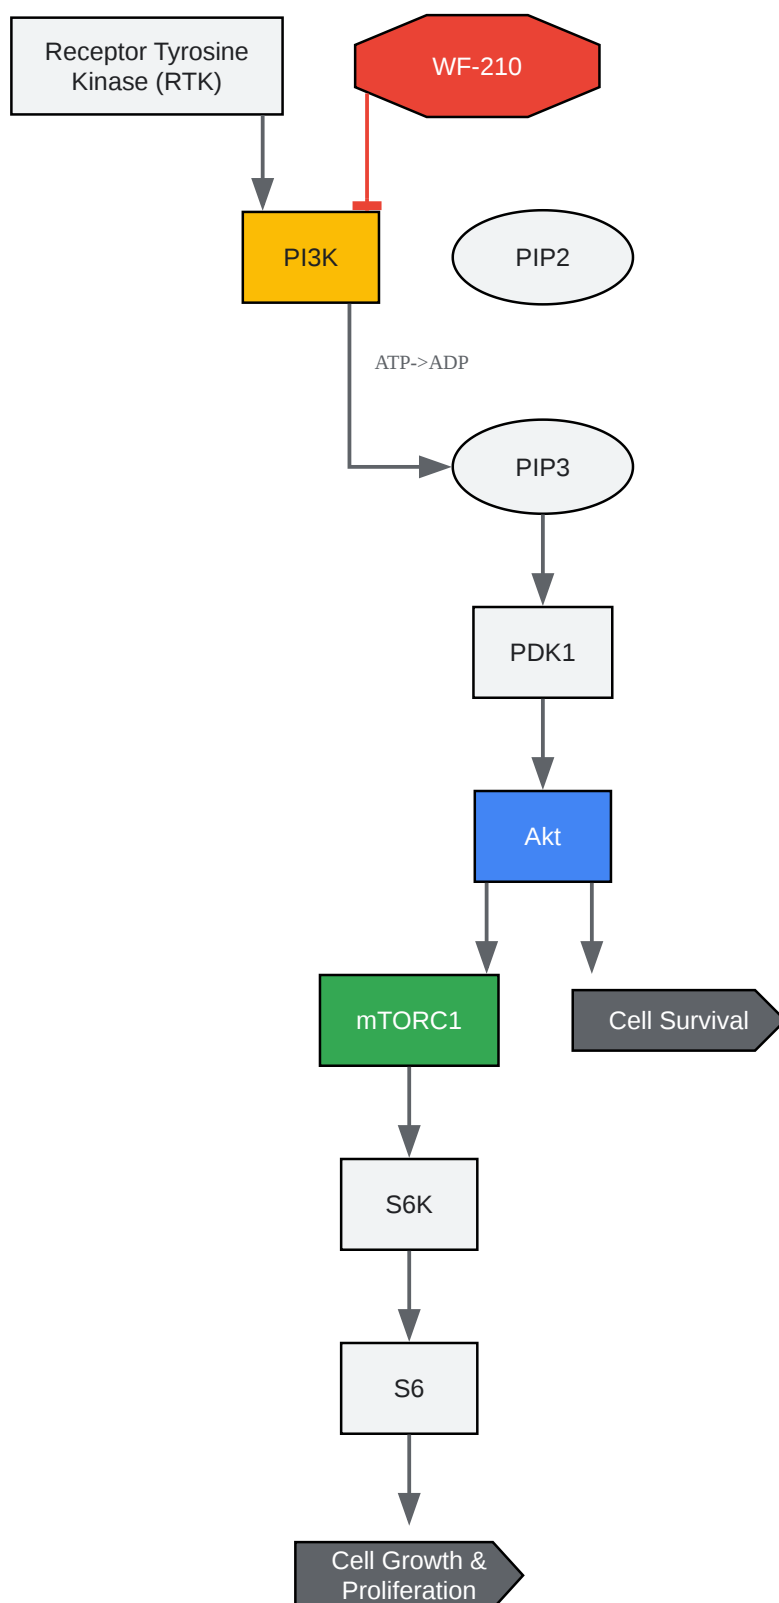 Receptor Tyrosine
Kinase (RTK)
WF-210
PI3K
PIP2
ATP->ADP
PIP3
PDK1
Akt
mTORC1
Cell Survival
S6K
S6
Cell Growth &
Proliferation